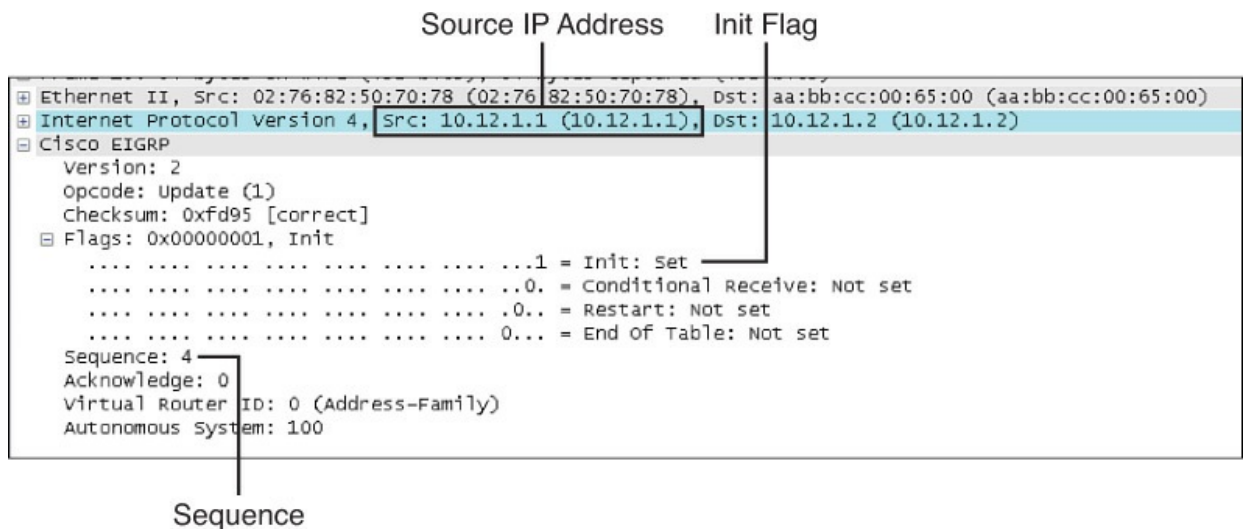 Source IP Address Init Flag
Ethernet II, Src: 02:76:82:50:70:78 (02:76:82:50:70:78), Dst: aa:bb:cc:00:65:00 (aa:bb:cc:00:65:00)
Internet Protocol Version 4, Src: 10.12.1.1 (10.12.1.1), Dst: 10.12.1.2 (10.12.1.2)
Cisco EIGRP
Version: 2
Opcode: Update (1)
Checksum: 0xfd95 [correct]
Flags: 0x00000001, Init
.... .... .... .... .... .... .... ...1 = Init: Set
.... .... .... .... .... .... .... ..0. = Conditional Receive: Not set
.... .... .... .... .... .... .... .0.. = Restart: Not set
.... .... .... .... .... .... .... 0... = End Of Table: Not set
Sequence: 4
Acknowledge: 0
Virtual Router ID: 0 (Address-Family)
Autonomous System: 100
Sequence